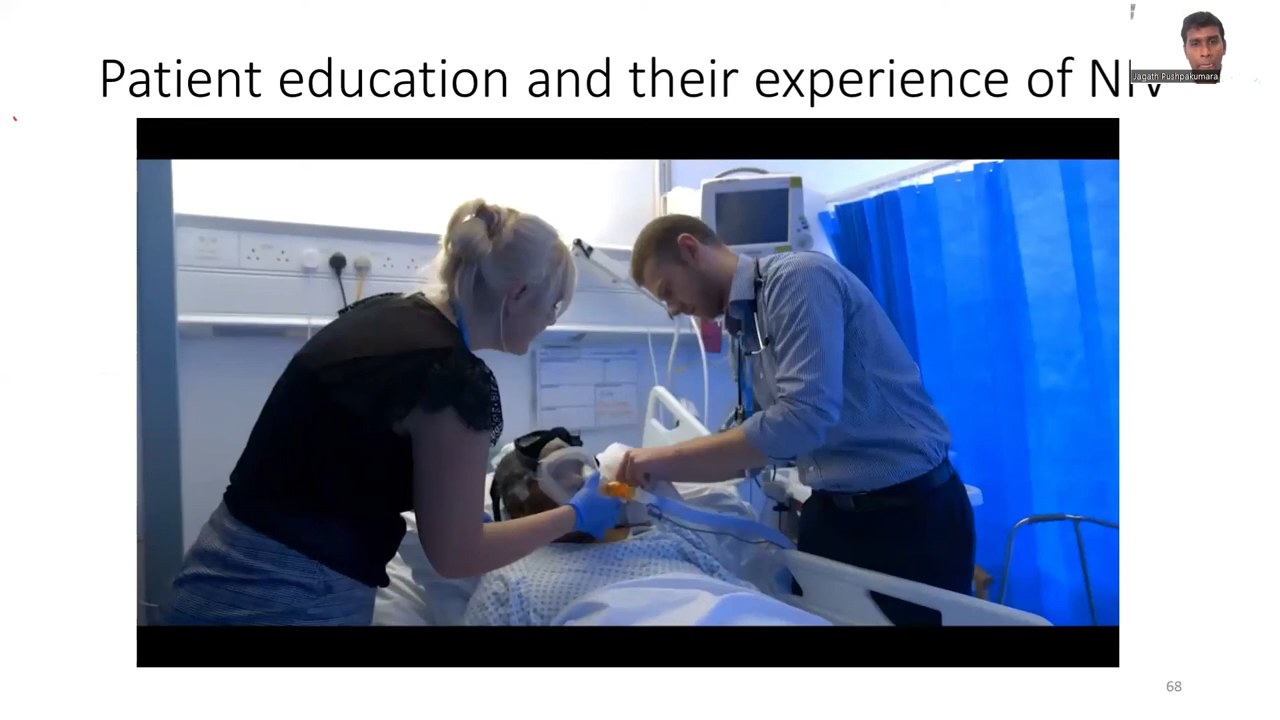 Patient education and their experience of NIV
Jagath Pushpakumara
68